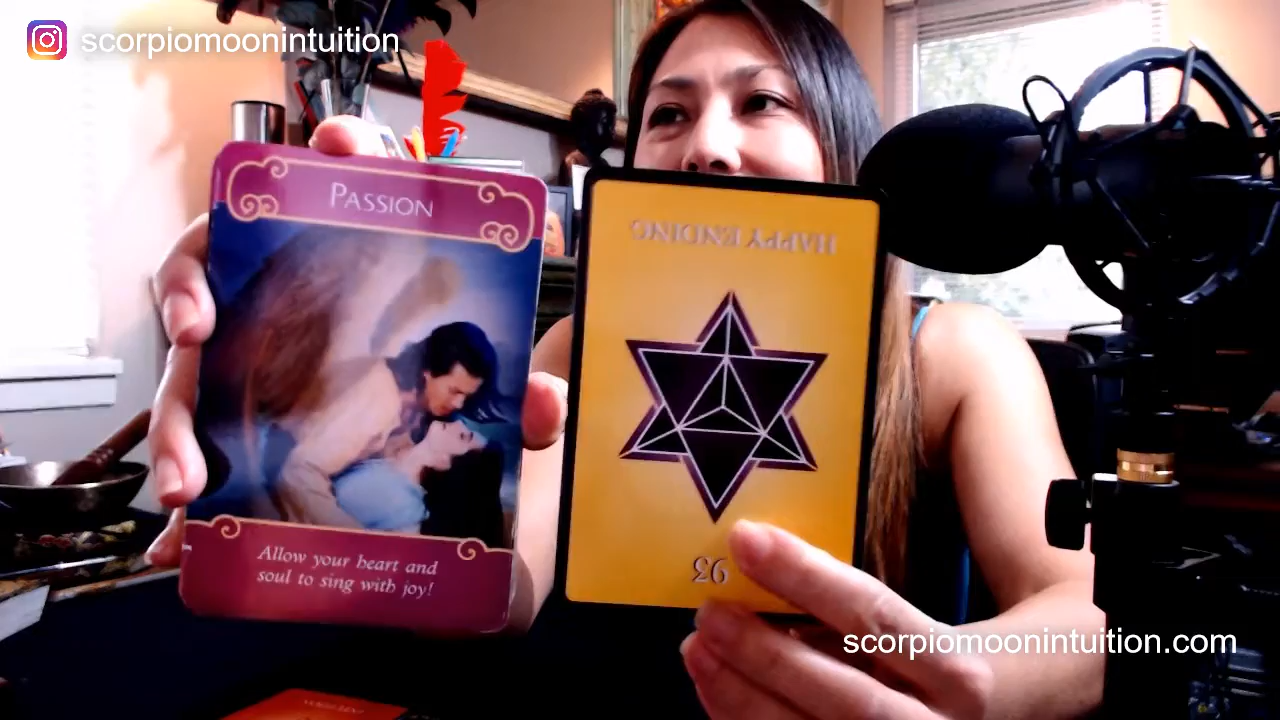 scorpiomoonintuition
PASSION
Allow your heart and
soul to sing with joy!
HAPPY ENDING
93
scorpiomoonintuition.com